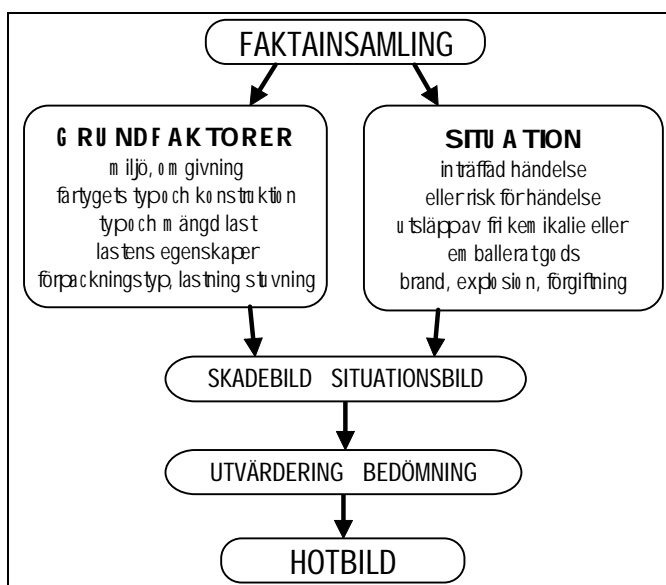 FAKTAINSAMLING
GRUNDFAKTORER
miljö, omgivning
fartygets typ och konstruktion
typ och mängd last
lastens egenskaper
förpackningstyp, lastning stuvning
SITUATION
inträffad händelse
eller risk för händelse
utsläpp av fri kemikalie eller
emballerat gods
brand, explosion, förgiftning
SKADEBILD SITUATIONSBILD
UTVÄRDERING BEDÖMNING
HOTBILD